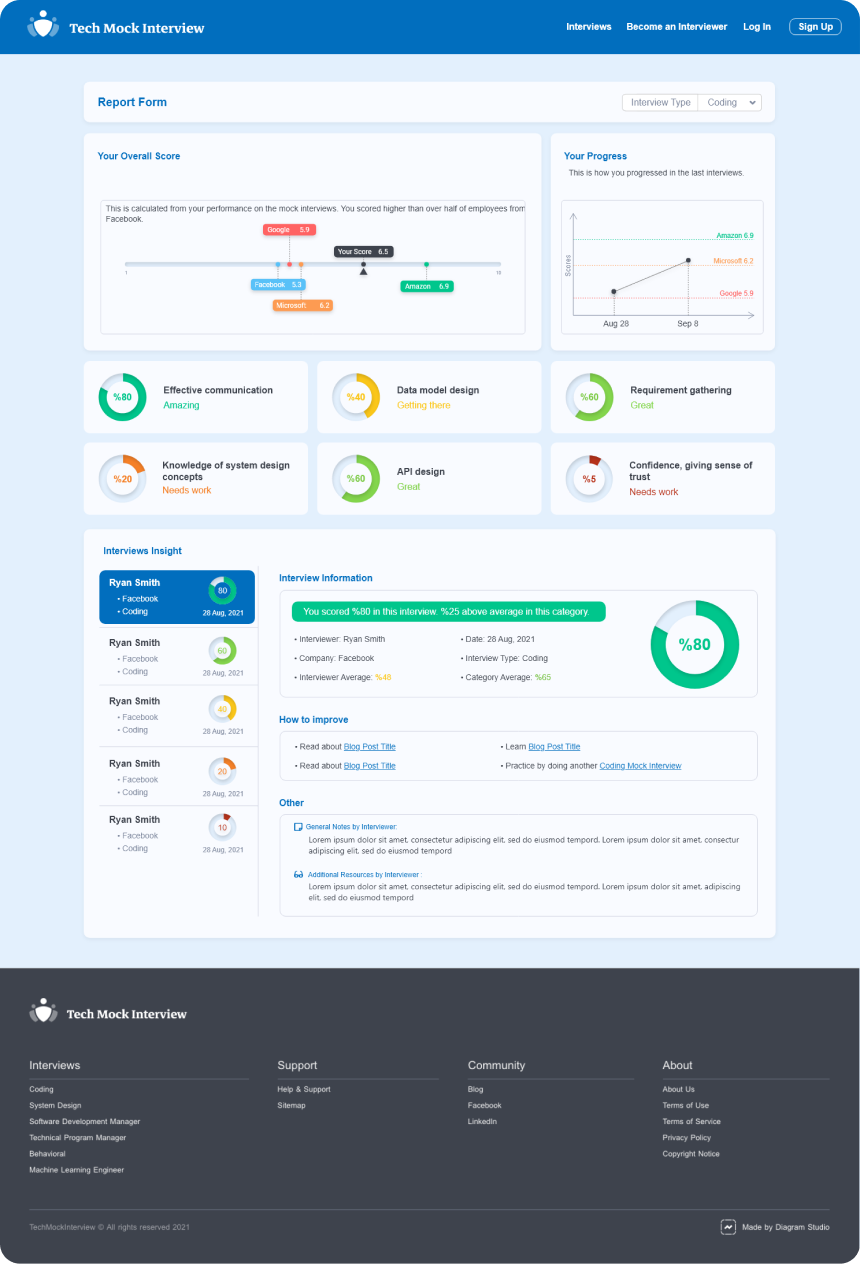 Tech Mock Interview
Interviews Become an Interviewer Log In Sign Up
Report Form
Interview Type Coding
Your Overall Score
This is calculated from your performance on the mock interviews. You scored higher than over half of employees from
Facebook.
Google 5.9
Your Score 6.5
1
10
Facebook 5.3
Amazon 6.9
Microsoft 6.2
Your Progress
This is how you progressed in the last interviews.
Scores
Amazon 6.9
Microsoft 6.2
Google 5.9
Aug 28 Sep 8
%80
Effective communication
Amazing
%40
Data model design
Getting there
%60
Requirement gathering
Great
%20
Knowledge of system design
concepts
Needs work
%60
API design
Great
%5
Confidence, giving sense of
trust
Needs work
Interviews Insight
Ryan Smith
• Facebook
• Coding
80
28 Aug, 2021
Ryan Smith
• Facebook
• Coding
60
28 Aug, 2021
Ryan Smith
• Facebook
• Coding
40
28 Aug, 2021
Ryan Smith
• Facebook
• Coding
20
28 Aug, 2021
Ryan Smith
• Facebook
• Coding
10
28 Aug, 2021
Interview Information
You scored %80 in this interview. %25 above average in this category.
• Interviewer: Ryan Smith
• Date: 28 Aug, 2021
• Company: Facebook
• Interview Type: Coding
• Interviewer Average: %48
• Category Average: %65
%80
How to improve
• Read about Blog Post Title
• Learn Blog Post Title
• Read about Blog Post Title
• Practice by doing another Coding Mock Interview
Other
General Notes by Interviewer:
Lorem ipsum dolor sit amet, consectetur adipiscing elit, sed do eiusmod tempord. Lorem ipsum dolor sit amet, consectur
adipiscing elit, sed do eiusmod tempord
Additional Resources by Interviewer :
Lorem ipsum dolor sit amet, consectetur adipiscing elit, sed do eiusmod tempord. Lorem ipsum dolor sit amet, adipiscing
elit, sed do eiusmod tempord
Tech Mock Interview
Interviews
Coding
System Design
Software Development Manager
Technical Program Manager
Behavioral
Machine Learning Engineer
Support
Help & Support
Sitemap
Community
Blog
Facebook
LinkedIn
About
About Us
Terms of Use
Terms of Service
Privacy Policy
Copyright Notice
TechMockInterview © All rights reserved 2021
Made by Diagram Studio